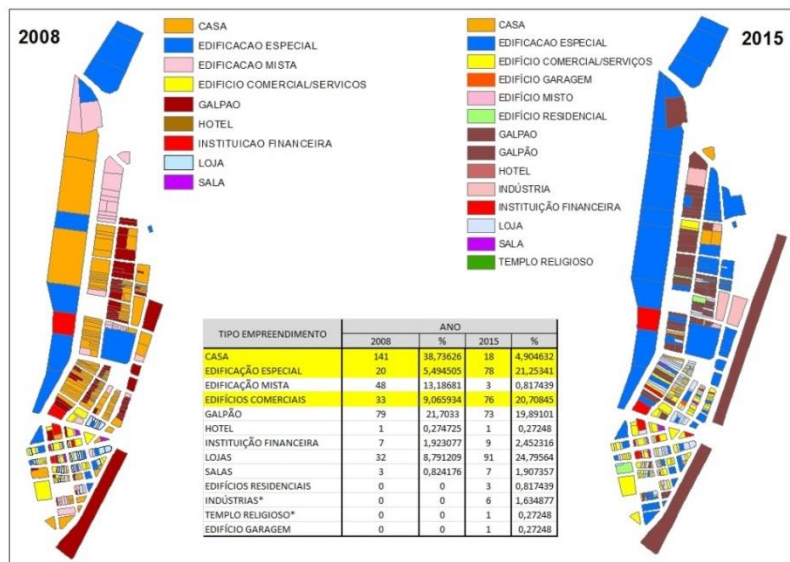 2008
CASA
EDIFICACAO ESPECIAL
EDIFICACAO MISTA
EDIFICIO COMERCIAL/SERVICOS
GALPAO
HOTEL
INSTITUICAO FINANCEIRA
LOJA
SALA
2015
CASA
EDIFICACAO ESPECIAL
EDIFÍCIO COMERCIAL/SERVIÇOS
EDIFÍCIO GARAGEM
EDIFÍCIO MISTO
EDIFÍCIO RESIDENCIAL
GALPAO
GALPÃO
HOTEL
INDÚSTRIA
INSTITUIÇÃO FINANCEIRA
LOJA
SALA
TEMPLO RELIGIOSO
TIPO EMPREENDIMENTO ANO
2008 % 2015 %
CASA 141 38,73626 18 4,904632
EDIFICAÇÃO ESPECIAL 20 5,494505 78 21,25341
EDIFICAÇÃO MISTA 48 13,18681 3 0,817439
EDIFÍCIOS COMERCIAIS 33 9,065934 76 20,70845
GALPÃO 79 21,7033 73 19,89101
HOTEL 1 0,274725 1 0,27248
INSTITUIÇÃO FINANCEIRA 7 1,923077 9 2,452316
LOJAS 32 8,791209 91 24,79564
SALAS 3 0,824176 7 1,907357
EDIFÍCIOS RESIDENCIAIS 0 0 3 0,817439
INDÚSTRIAS* 0 0 6 1,634877
TEMPLO RELIGIOSO* 0 0 1 0,27248
EDIFÍCIO GARAGEM 0 0 1 0,27248